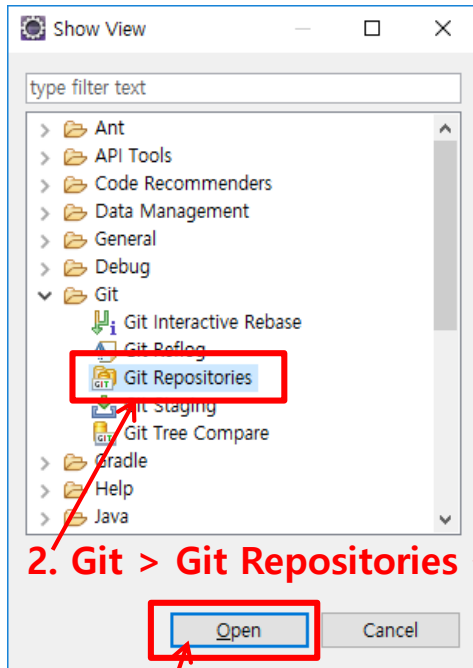 Show View
type filter text
Ant
API Tools
Code Recommenders
Data Management
General
Debug
Git
Git Interactive Rebase
Git Reflog
Git Repositories
Git Staging
Git Tree Compare
Gradle
Help
Java
2. Git > Git Repositories
Open Cancel